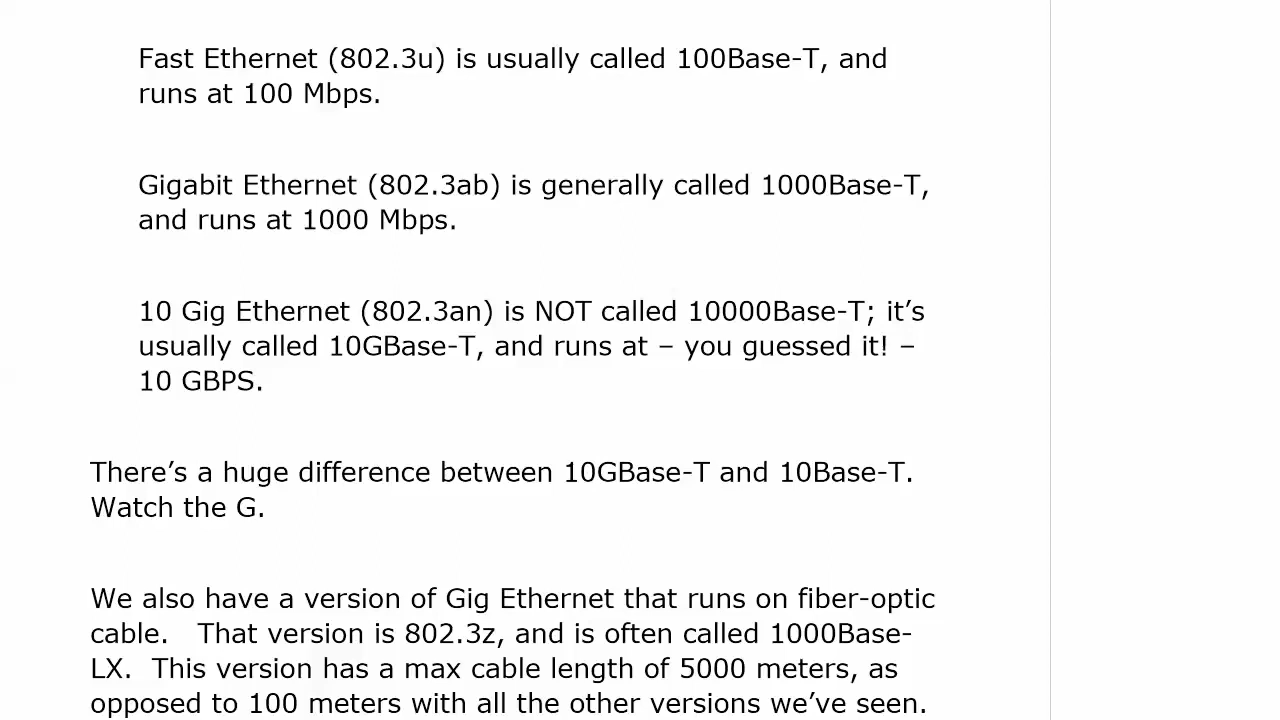 Fast Ethernet (802.3u) is usually called 100Base-T, and
runs at 100 Mbps.
Gigabit Ethernet (802.3ab) is generally called 1000Base-T,
and runs at 1000 Mbps.
10 Gig Ethernet (802.3an) is NOT called 10000Base-T; it’s
usually called 10GBase-T, and runs at – you guessed it! –
10 GBPS.
There’s a huge difference between 10GBase-T and 10Base-T.
Watch the G.
We also have a version of Gig Ethernet that runs on fiber-optic
cable.   That version is 802.3z, and is often called 1000Base-
LX.  This version has a max cable length of 5000 meters, as
opposed to 100 meters with all the other versions we’ve seen.